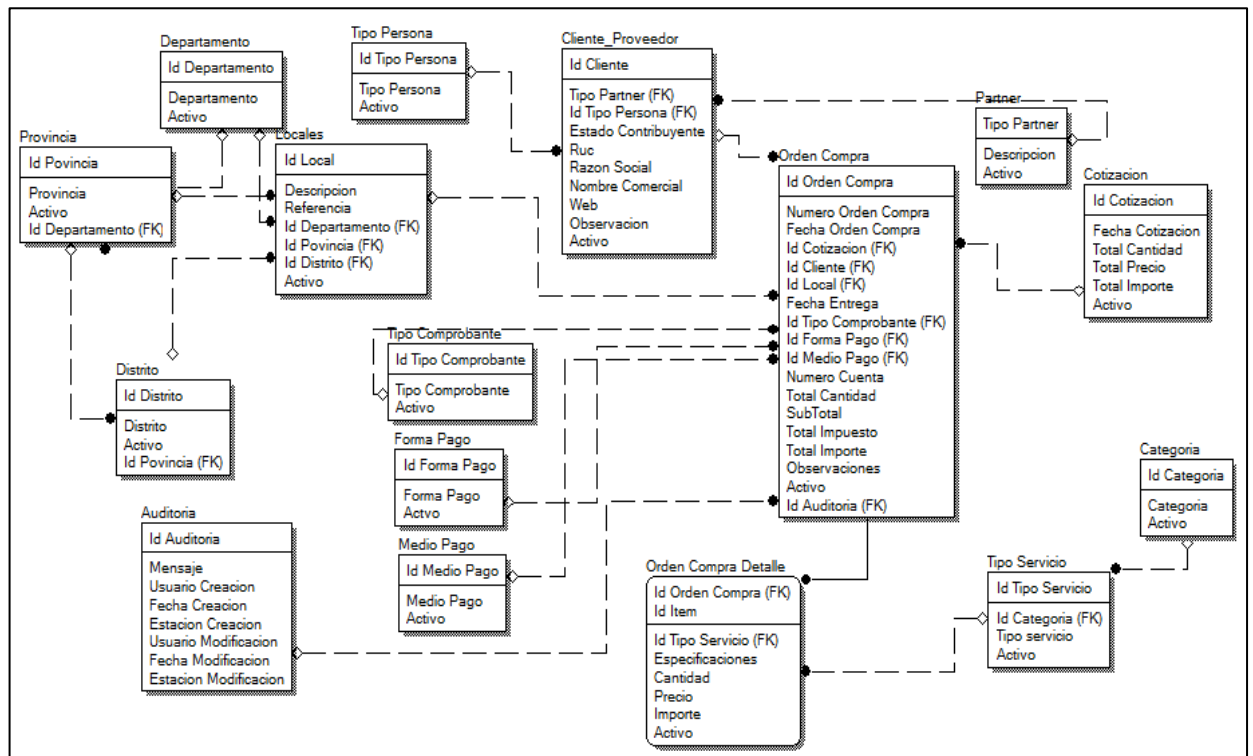 Departamento
Id Departamento
Departamento
Activo
Tipo Persona
Id Tipo Persona
Tipo Persona
Activo
Cliente_Proveedor
Id Cliente
Tipo Partner (FK)
Id Tipo Persona (FK)
Estado Contribuyente
Ruc
Razon Social
Nombre Comercial
Web
Observacion
Activo
Partner
Tipo Partner
Descripcion
Activo
Provincia
Id Povincia
Provincia
Activo
Id Departamento (FK)
Locales
Id Local
Descripcion
Referencia
Id Departamento (FK)
Id Povincia (FK)
Id Distrito (FK)
Activo
Orden Compra
Id Orden Compra
Numero Orden Compra
Fecha Orden Compra
Id Cotizacion (FK)
Id Cliente (FK)
Id Local (FK)
Fecha Entrega
Id Tipo Comprobante (FK)
Id Forma Pago (FK)
Id Medio Pago (FK)
Numero Cuenta
Total Cantidad
SubTotal
Total Impuesto
Total Importe
Observaciones
Activo
Id Auditoria (FK)
Cotizacion
Id Cotizacion
Fecha Cotizacion
Total Cantidad
Total Precio
Total Importe
Activo
Tipo Comprobante
Id Tipo Comprobante
Tipo Comprobante
Activo
Distrito
Id Distrito
Distrito
Activo
Id Povincia (FK)
Forma Pago
Id Forma Pago
Forma Pago
Actvo
Categoria
Id Categoria
Categoria
Activo
Auditoria
Id Auditoria
Mensaje
Usuario Creacion
Fecha Creacion
Estacion Creacion
Usuario Modificacion
Fecha Modificacion
Estacion Modificacion
Medio Pago
Id Medio Pago
Medio Pago
Activo
Orden Compra Detalle
Id Orden Compra (FK)
Id Item
Id Tipo Servicio (FK)
Especificaciones
Cantidad
Precio
Importe
Activo
Tipo Servicio
Id Tipo Servicio
Id Categoria (FK)
Tipo servicio
Activo